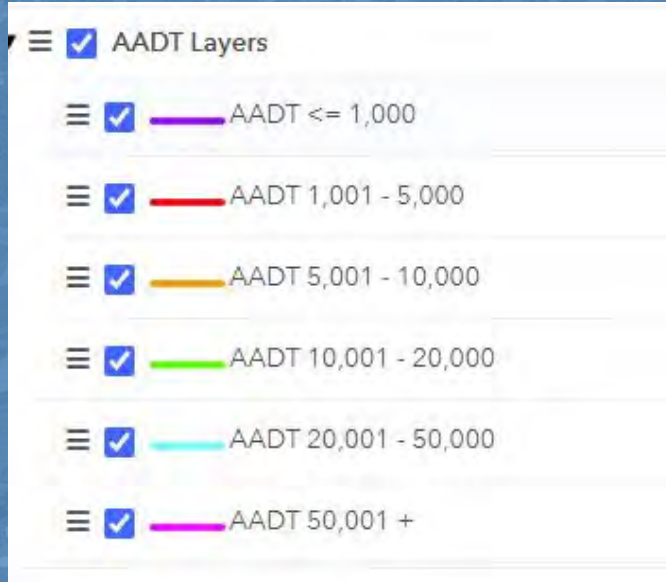 AADT Layers
AADT <= 1,000
AADT 1,001 - 5,000
AADT 5,001 - 10,000
AADT 10,001 - 20,000
AADT 20,001 - 50,000
AADT 50,001 +